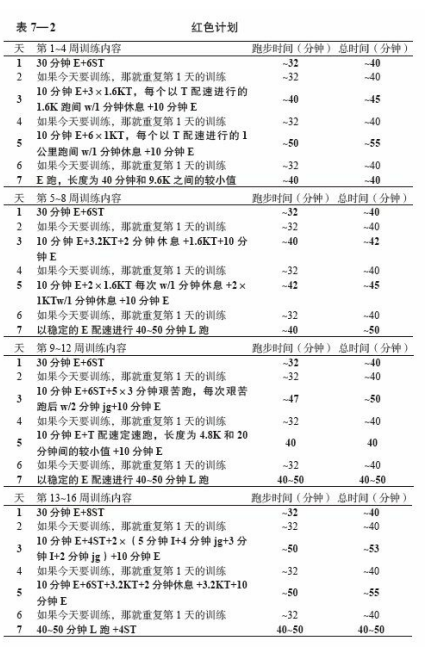 表 7—2 红色计划
天 第 1~4 周训练内容 跑步时间（分钟） 总时间（分钟）
1 30 分钟 E+6ST ~32 ~40
2 如果今天要训练，那就重复第 1 天的训练 ~32 ~40
3 10 分钟 E+3×1.6KT，每个以 T 配速进行的
1.6K 跑间 w/1 分钟休息 +10 分钟 E ~40 ~45
4 如果今天要训练，那就重复第 1 天的训练 ~32 ~40
5 10 分钟 E+6×1KT，每个以 T 配速进行的 1
公里跑间 w/1 分钟休息 +10 分钟 E ~50 ~55
6 如果今天要训练，那就重复第 1 天的训练 ~32 ~40
7 E 跑，长度为 40 分钟和 9.6K 之间的较小值 ~40 ~40
天 第 5~8 周训练内容 跑步时间（分钟） 总时间（分钟）
1 30 分钟 E+6ST ~32 ~40
2 如果今天要训练，那就重复第 1 天的训练 ~32 ~40
3 10 分钟 E+3.2KT+2 分钟休息 +1.6KT+10 分 ~40 ~42
钟 E
4 如果今天要训练，那就重复第 1 天的训练 ~32 ~40
5 10 分钟 E+2×1.6KT 每次 w/1 分钟休息 +2× ~42 ~45
1KTw/1 分钟休息 +10 分钟 E
6 如果今天要训练，那就重复第 1 天的训练 ~32 ~40
7 以稳定的 E 配速进行 40~50 分钟 L 跑 ~40 ~50
天 第 9~12 周训练内容 跑步时间（分钟） 总时间（分钟）
1 30 分钟 E+6ST ~32 ~40
2 如果今天要训练，那就重复第 1 天的训练 ~32 ~40
3 10 分钟 E+6ST+5×3 分钟艰苦跑，每次艰苦
跑后 w/2 分钟 jg+10 分钟 E ~47 ~50
4 如果今天要训练，那就重复第 1 天的训练 ~32 ~40
5 10 分钟 E+T 配速定速跑，长度为 4.8K 和 20
分钟间的较小值 +10 分钟 E 40 40
6 如果今天要训练，那就重复第 1 天的训练 ~32 ~40
7 以稳定的 E 配速进行 40~50 分钟 L 跑 40~50 40~50
天 第 13~16 周训练内容 跑步时间（分钟） 总时间（分钟）
1 30 分钟 E+8ST ~32 ~40
2 如果今天要训练，那就重复第 1 天的训练 ~32 ~40
3 10 分钟 E+4ST+2×（5 分钟 I+4 分钟 jg+3 分
钟 I+2 分钟 jg）+10 分钟 E ~50 ~53
4 如果今天要训练，那就重复第 1 天的训练 ~32 ~40
5 10 分钟 E+6ST+3.2KT+2 分钟休息 +3.2KT+10
分钟 E ~50 ~55
6 如果今天要训练，那就重复第 1 天的训练 ~32 ~40
7 40~50 分钟 L 跑 +4ST 40~50 40~50